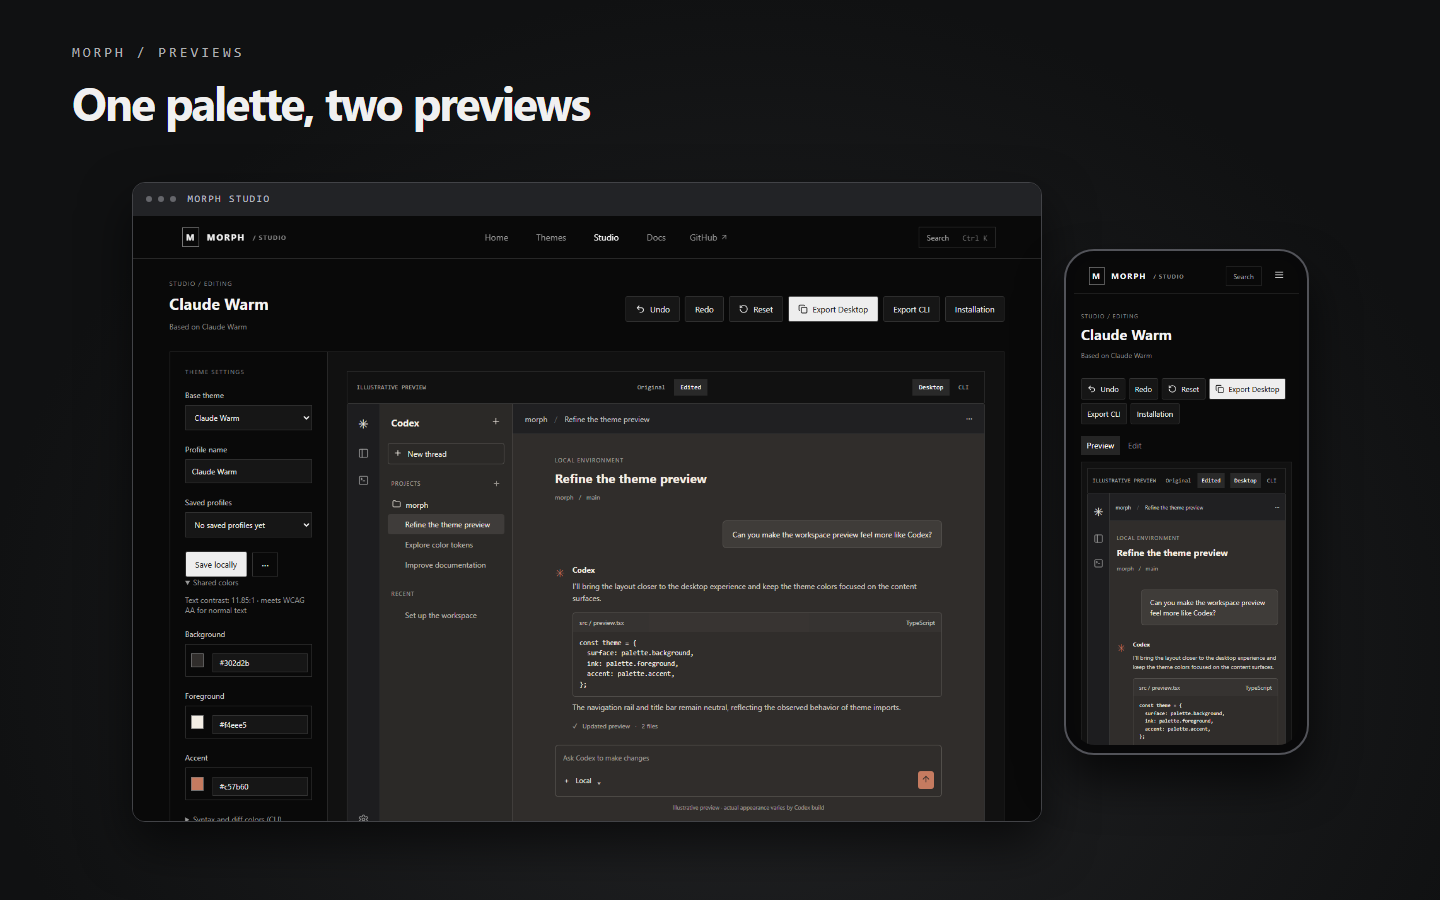 MORPH / PREVIEWS
One palette, two previews
MORPH STUDIO
M MORPH / STUDIO
Home Themes Studio Docs GitHub ↗
Search Ctrl K
STUDIO / EDITING
Claude Warm
Based on Claude Warm
Undo Redo Reset Export Desktop Export CLI Installation
THEME SETTINGS
Base theme
Claude Warm
Profile name
Claude Warm
Saved profiles
No saved profiles yet
Save locally ...
▼ Shared colors
Text contrast: 11.85:1 · meets WCAG
AA for normal text
Background
#302d2b
Foreground
#f4eee5
Accent
#c57b60
▶ Syntax and diff colors (CLI)
ILLUSTRATIVE PREVIEW
Original Edited
Desktop CLI
Codex +
+ New thread
PROJECTS +
morph
Refine the theme preview
Explore color tokens
Improve documentation
RECENT
Set up the workspace
morph / Refine the theme preview ...
LOCAL ENVIRONMENT
Refine the theme preview
morph / main
Can you make the workspace preview feel more like Codex?
Codex
I'll bring the layout closer to the desktop experience and keep the theme colors focused on the content
surfaces.
src / preview.tsx TypeScript
const theme = {
surface: palette.background,
ink: palette.foreground,
accent: palette.accent,
};
The navigation rail and title bar remain neutral, reflecting the observed behavior of theme imports.
✓ Updated preview · 2 files
Ask Codex to make changes
+ Local
Illustrative preview · actual appearance varies by Codex build
M MORPH / STUDIO
Search
STUDIO / EDITING
Claude Warm
Based on Claude Warm
Undo Redo Reset Export Desktop
Export CLI Installation
Preview Edit
ILLUSTRATIVE PREVIEW Original Edited Desktop CLI
morph / Refine the theme preview ...
LOCAL ENVIRONMENT
Refine the theme preview
morph / main
Can you make the workspace preview
feel more like Codex?
Codex
I'll bring the layout closer to the desktop experience and
keep the theme colors focused on the content surfaces.
src / preview.tsx TypeScript
const theme = {
surface: palette.background,
ink: palette.foreground,
accent: palette.accent,
};